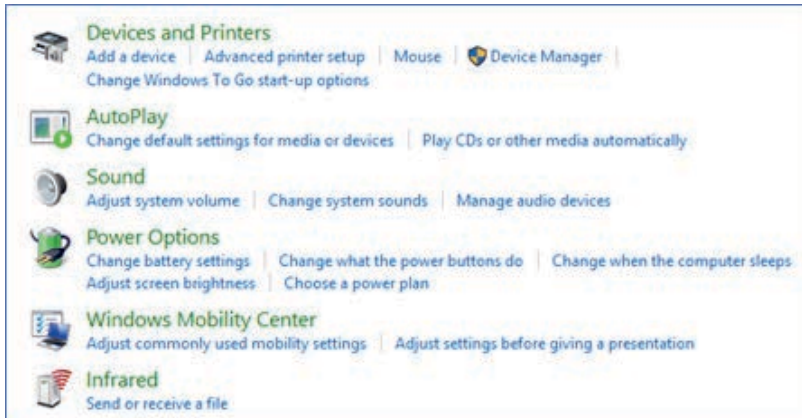 Devices and Printers
Add a device | Advanced printer setup | Mouse | Device Manager |
Change Windows To Go start-up options
AutoPlay
Change default settings for media or devices | Play CDs or other media automatically
Sound
Adjust system volume | Change system sounds | Manage audio devices
Power Options
Change battery settings | Change what the power buttons do | Change when the computer sleeps
Adjust screen brightness | Choose a power plan
Windows Mobility Center
Adjust commonly used mobility settings | Adjust settings before giving a presentation
Infrared
Send or receive a file